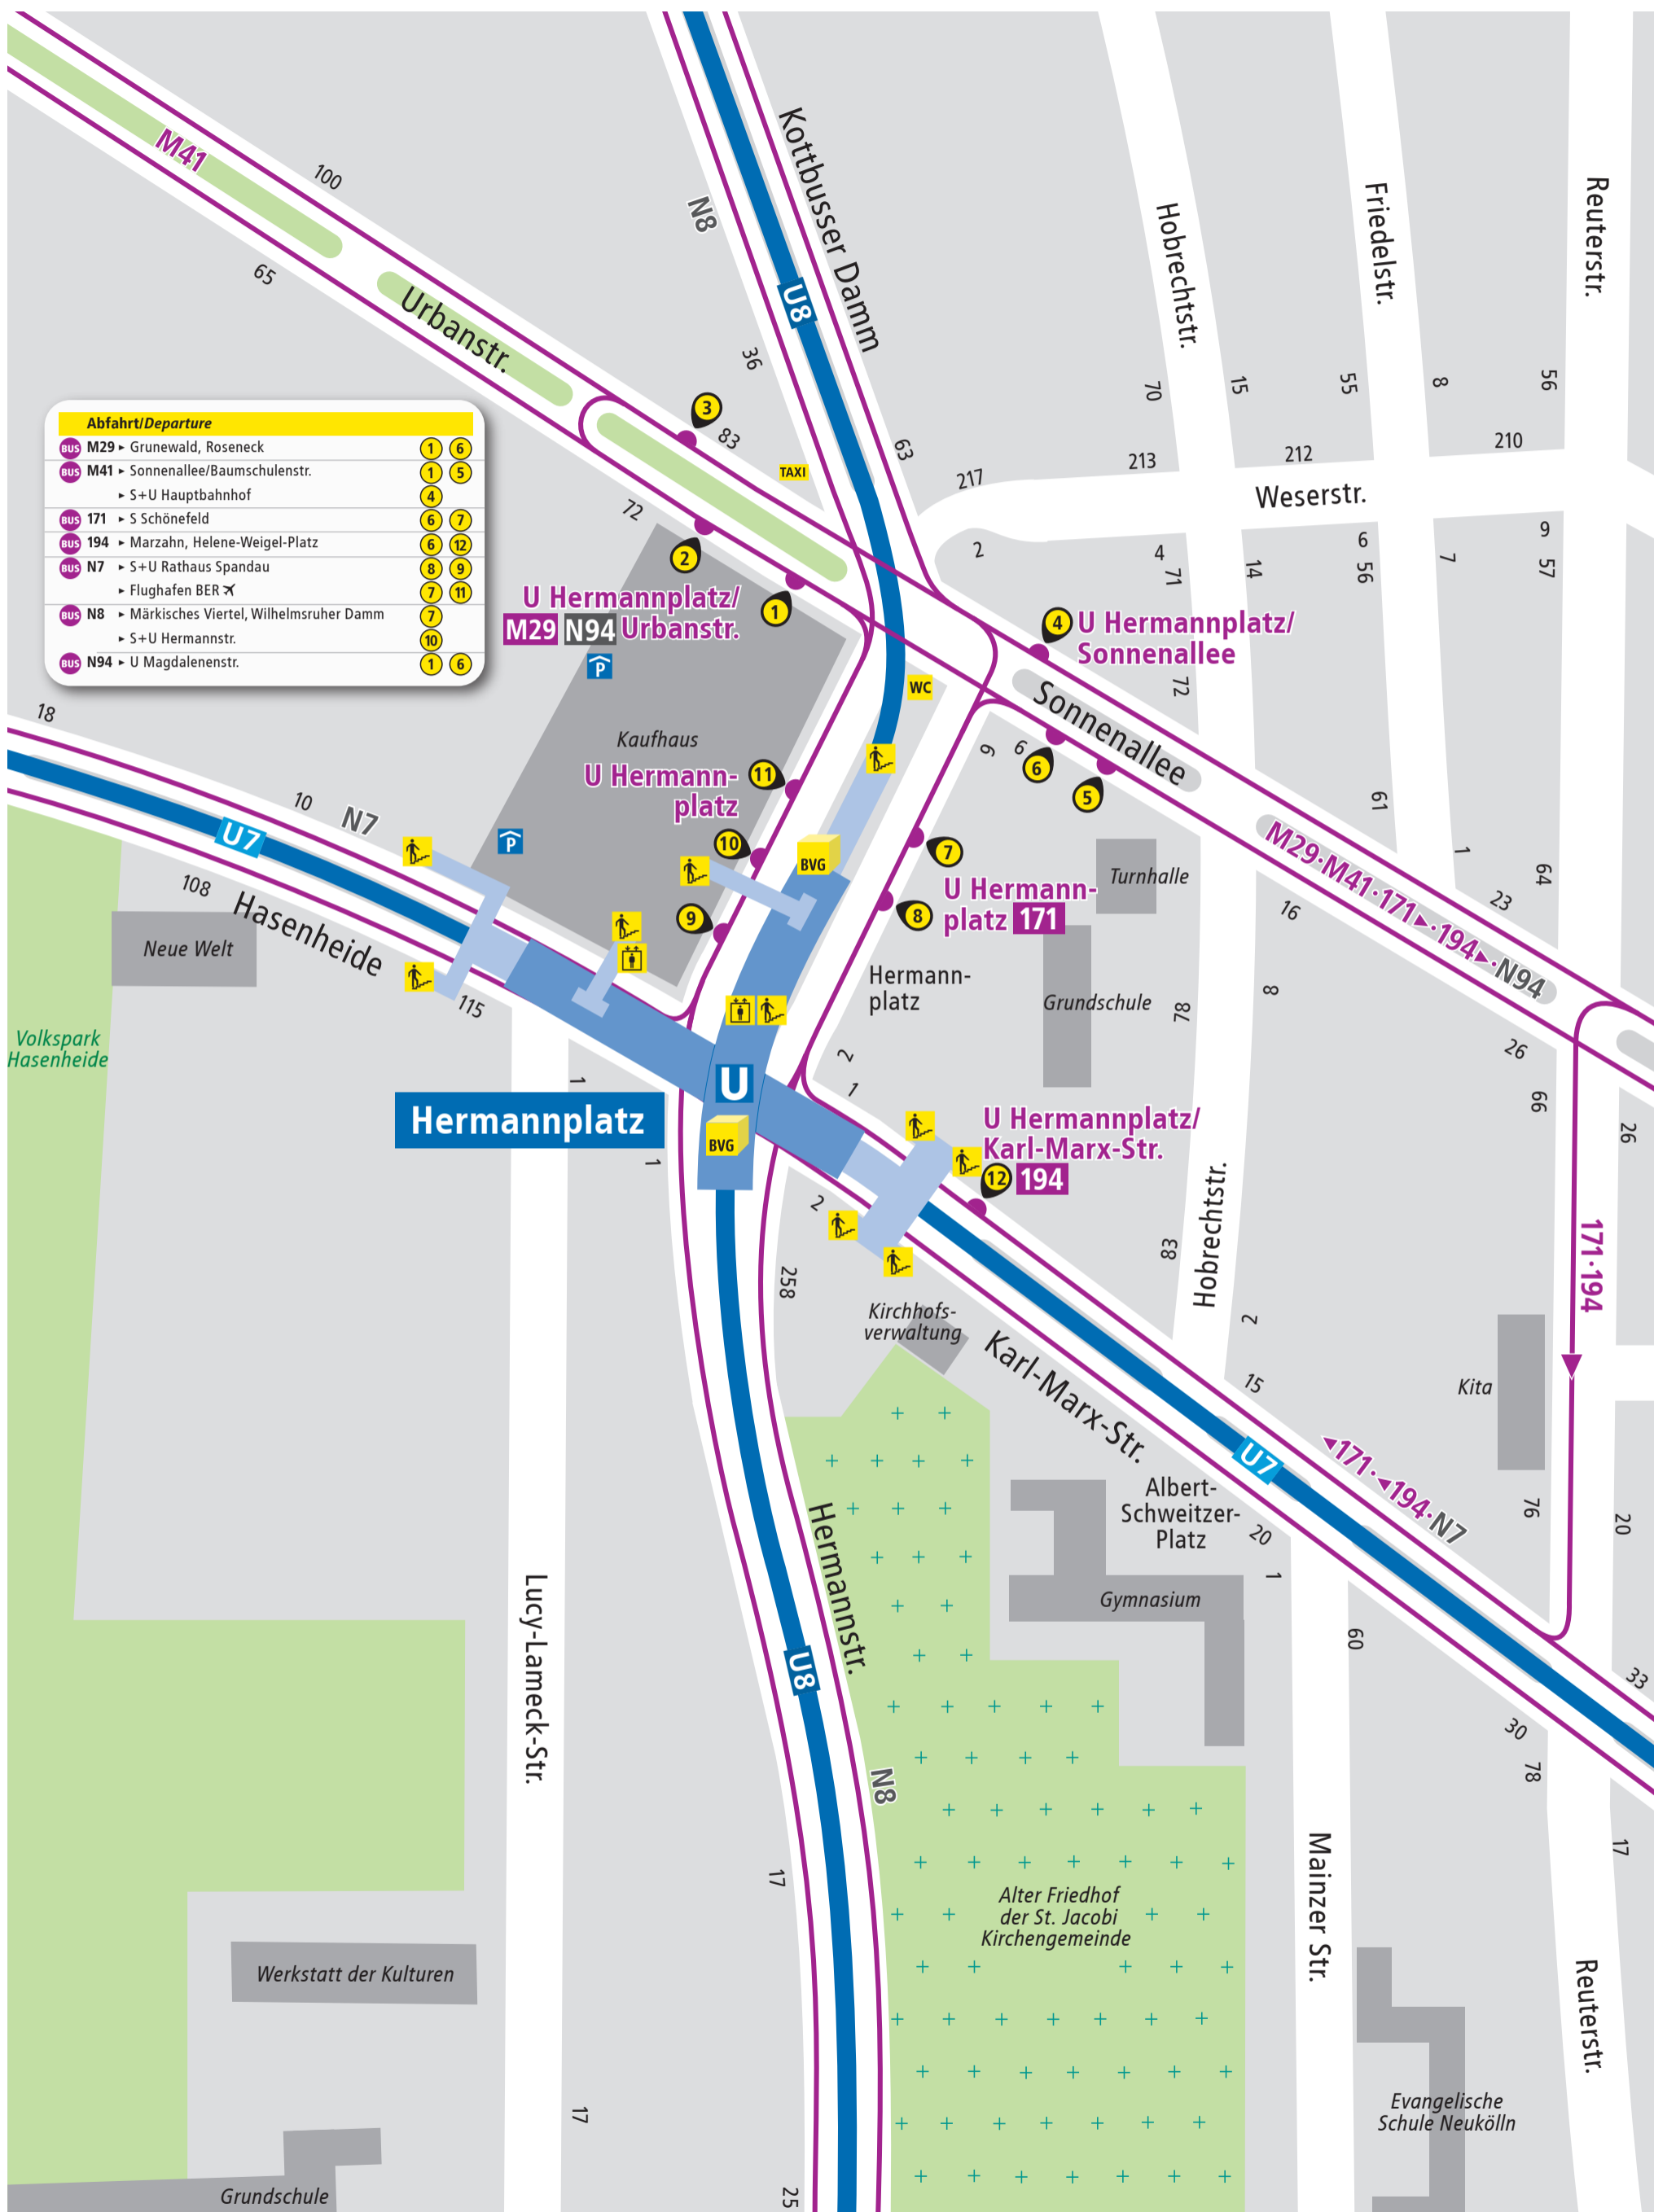 M41
100
65
Urbanstr.
N8
Kottbusser Damm
U8
36
63
Hobrechtstr.
Friedelstr.
Reuterstr.
70
15
55
8
56
3
83
TAXI
72
2
217
213
212
210
Weserstr.
2
4
71
14
6
56
7
9
57
Abfahrt/Departure
BUS M29 ▸ Grunewald, Roseneck 1 6
BUS M41 ▸ Sonnenallee/Baumschulenstr. 1 5
▸ S+U Hauptbahnhof 4
BUS 171 ▸ S Schönefeld 6 7
BUS 194 ▸ Marzahn, Helene-Weigel-Platz 6 12
BUS N7 ▸ S+U Rathaus Spandau 8 9
▸ Flughafen BER 7 11
BUS N8 ▸ Märkisches Viertel, Wilhelmsruher Damm 7
▸ S+U Hermannstr. 10
BUS N94 ▸ U Magdalenenstr. 1 6
U Hermannplatz/
M29 N94 Urbanstr.
1
P
4
U Hermannplatz/
Sonnenallee
WC
72
Sonnenallee
9
6
6
5
61
1
64
23
16
M29·M41·171▸·194▸·N94
18
10
N7
U7
108
Hasenheide
115
Kaufhaus
U Hermann-
platz
11
10
9
P
BVG
7
U Hermann-
platz 171
8
Turnhalle
Hermann-
platz
Grundschule
78
8
26
66
26
Neue Welt
Volkspark
Hasenheide
1
1
2
1
U
Hermannplatz
BVG
U Hermannplatz/
Karl-Marx-Str.
12 194
2
258
83
Hobrechtstr.
2
15
171·194
Kirchhofs-
verwaltung
Karl-Marx-Str.
U7
◂171·◂194·N7
Kita
76
20
Albert-
Schweitzer-
Platz
20
1
Gymnasium
60
33
30
78
17
Hermannstr.
U8
N8
Lucy-Lameck-Str.
17
Mainzer Str.
Reuterstr.
Alter Friedhof
der St. Jacobi
Kirchengemeinde
Werkstatt der Kulturen
17
25
Evangelische
Schule Neukölln
Grundschule